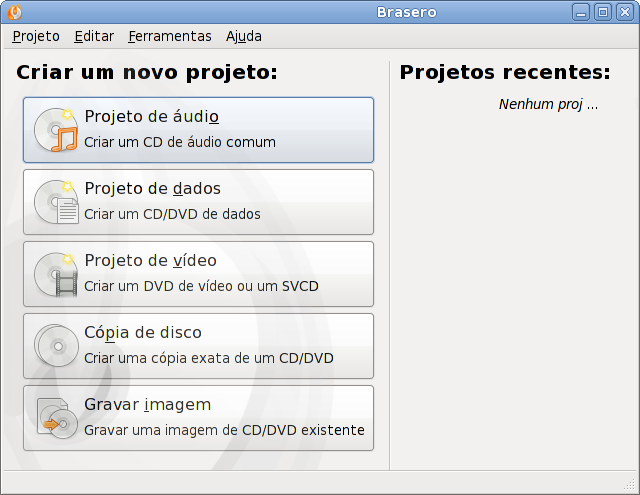 Brasero
Projeto Editar Ferramentas Ajuda
Criar um novo projeto:
Projeto de áudio
Criar um CD de áudio comum
Projeto de dados
Criar um CD/DVD de dados
Projeto de vídeo
Criar um DVD de vídeo ou um SVCD
Cópia de disco
Criar uma cópia exata de um CD/DVD
Gravar imagem
Gravar uma imagem de CD/DVD existente
Projetos recentes:
Nenhum proj ...